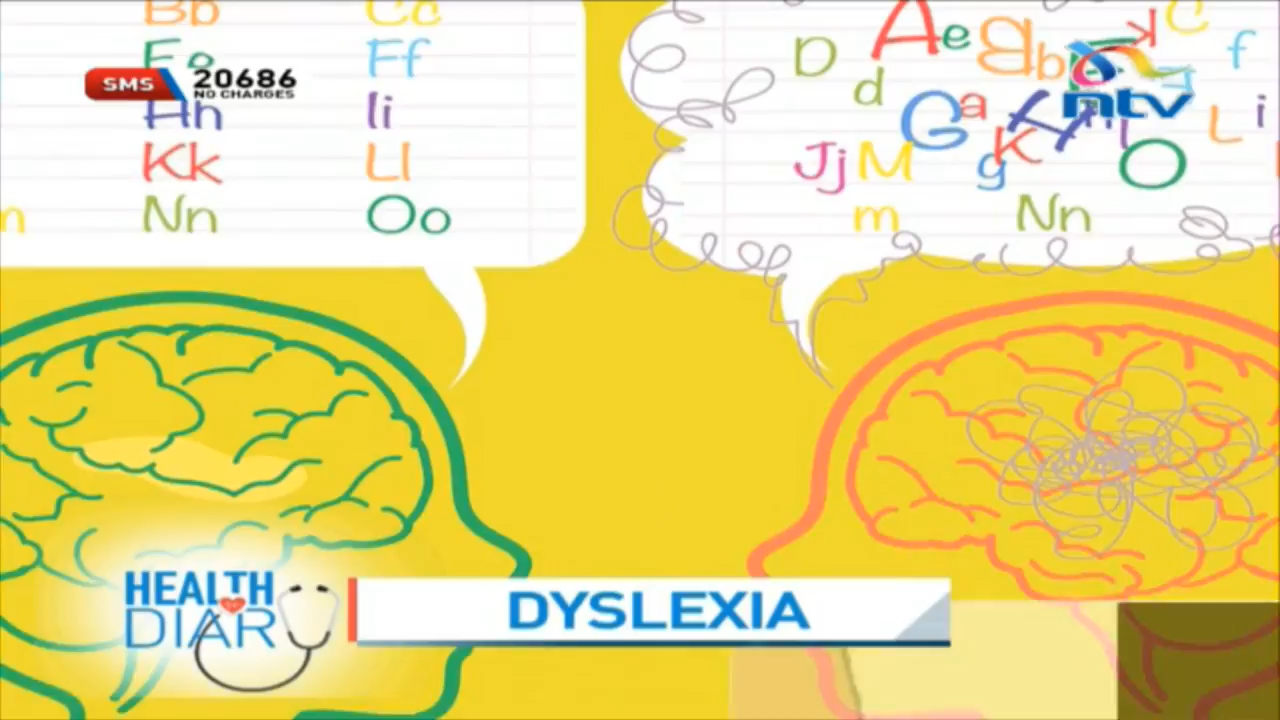 Bb Cc
Ee Ff
Hh Ii
Kk Ll
m Nn Oo
SMS 20686
NO CHARGES
A e B b C f
D d G a H L i
Jj M g K O
m Nn
ntv
HEALTH
DIAR
DYSLEXIA